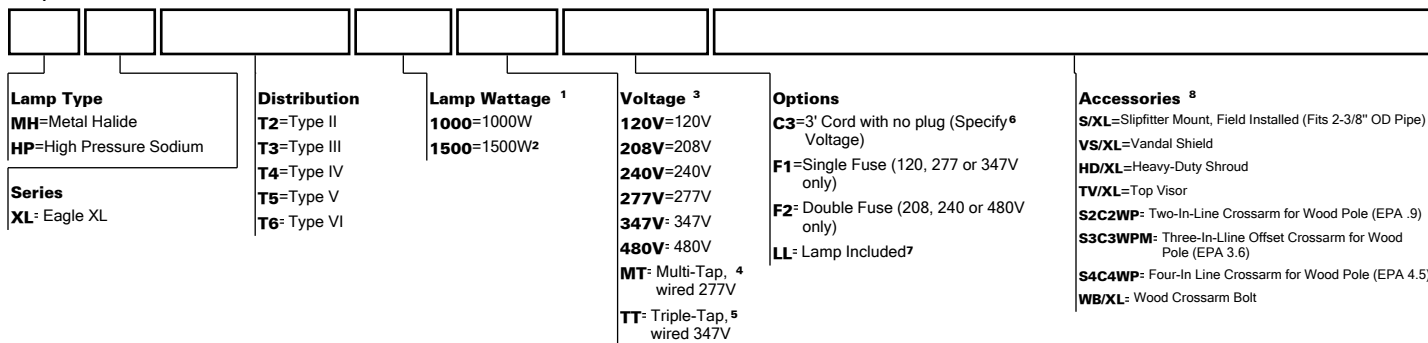 Lamp Type
MH=Metal Halide
HP=High Pressure Sodium
Series
XL= Eagle XL
Distribution
T2=Type II
T3=Type III
T4=Type IV
T5=Type V
T6= Type VI
Lamp Wattage 1
1000=1000W
1500=1500W2
Voltage 3
120V=120V
208V=208V
240V=240V
277V=277V
347V= 347V
480V= 480V
MT= Multi-Tap, 4
wired 277V
TT= Triple-Tap, 5
wired 347V
Options
C3=3' Cord with no plug (Specify 6
Voltage)
F1=Single Fuse (120, 277 or 347V
only)
F2= Double Fuse (208, 240 or 480V
only)
LL= Lamp Included7
Accessories 8
S/XL=Slipfitter Mount, Field Installed (Fits 2-3/8" OD Pipe)
VS/XL=Vandal Shield
HD/XL=Heavy-Duty Shroud
TV/XL=Top Visor
S2C2WP= Two-In-Line Crossarm for Wood Pole (EPA .9)
S3C3WPM= Three-In-Lline Offset Crossarm for Wood
Pole (EPA 3.6)
S4C4WP= Four-In Line Crossarm for Wood Pole (EPA 4.5)
WB/XL= Wood Crossarm Bolt